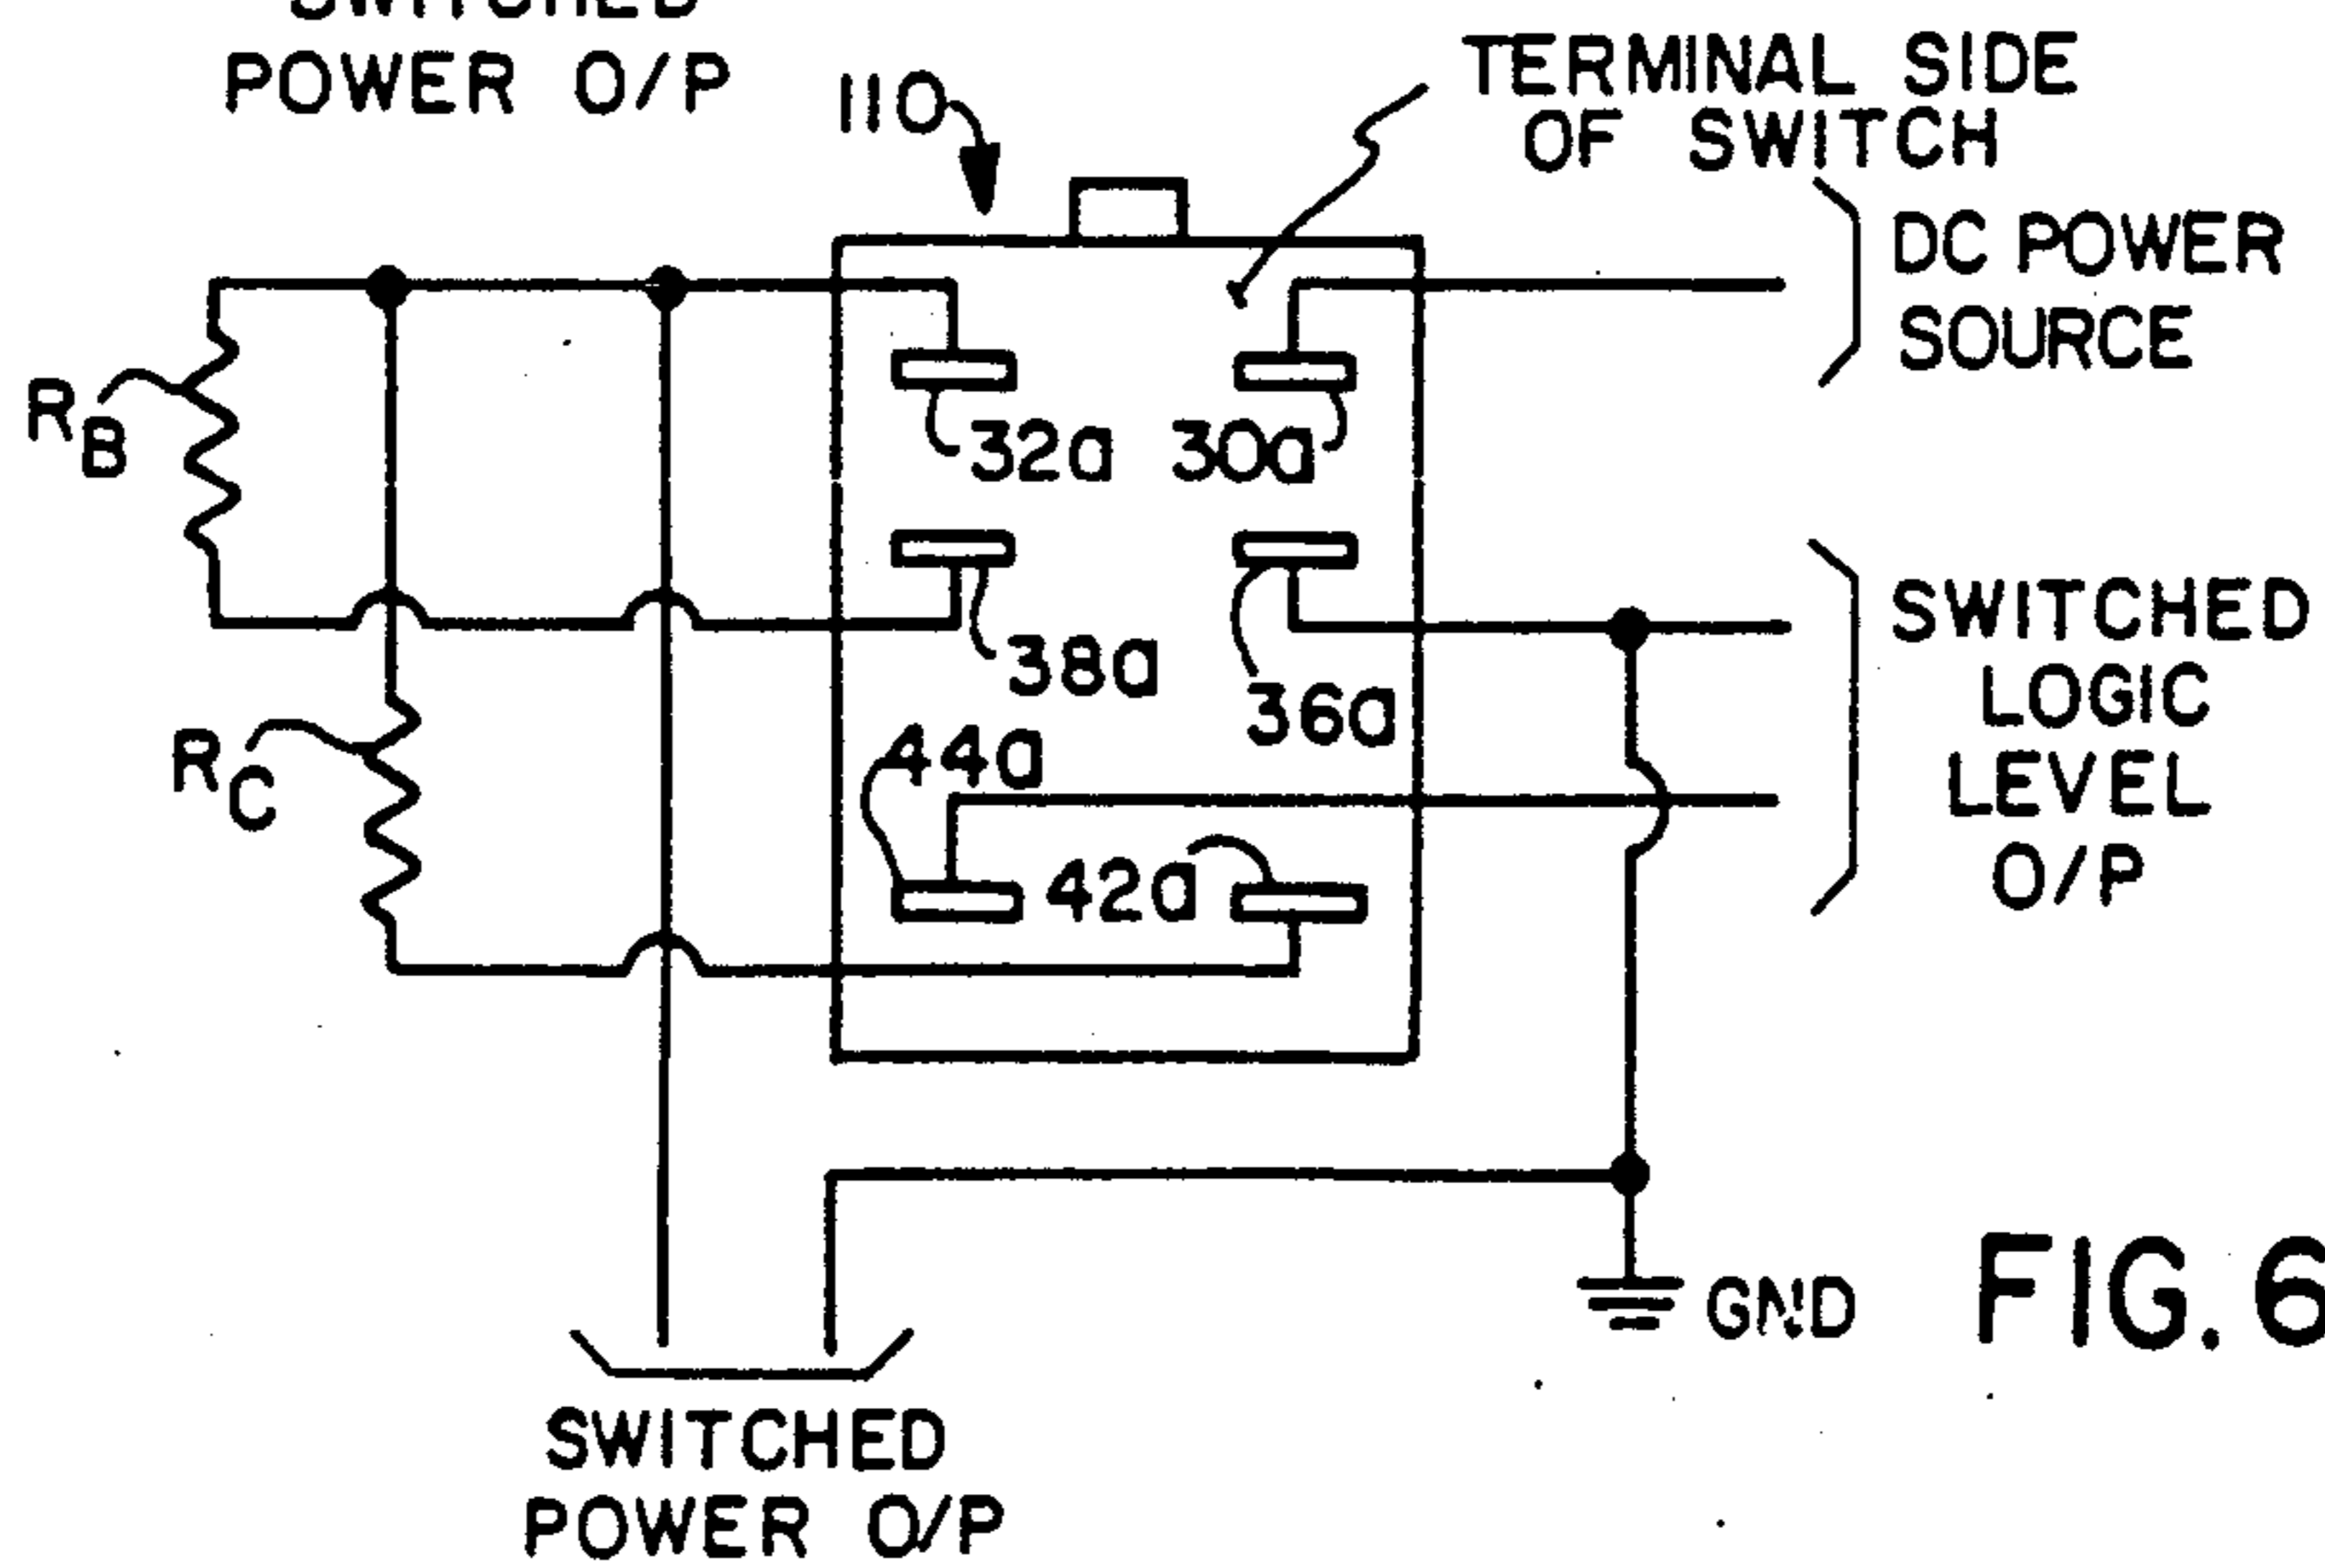 SWITCHED
POWER O/P
110
TERMINAL SIDE
OF SWITCH
DC POWER
SOURCE
RB
32a 30a
38a
36a
SWITCHED
LOGIC
LEVEL
O/P
RC
44a
42a
GND
FIG. 6
SWITCHED
POWER O/P